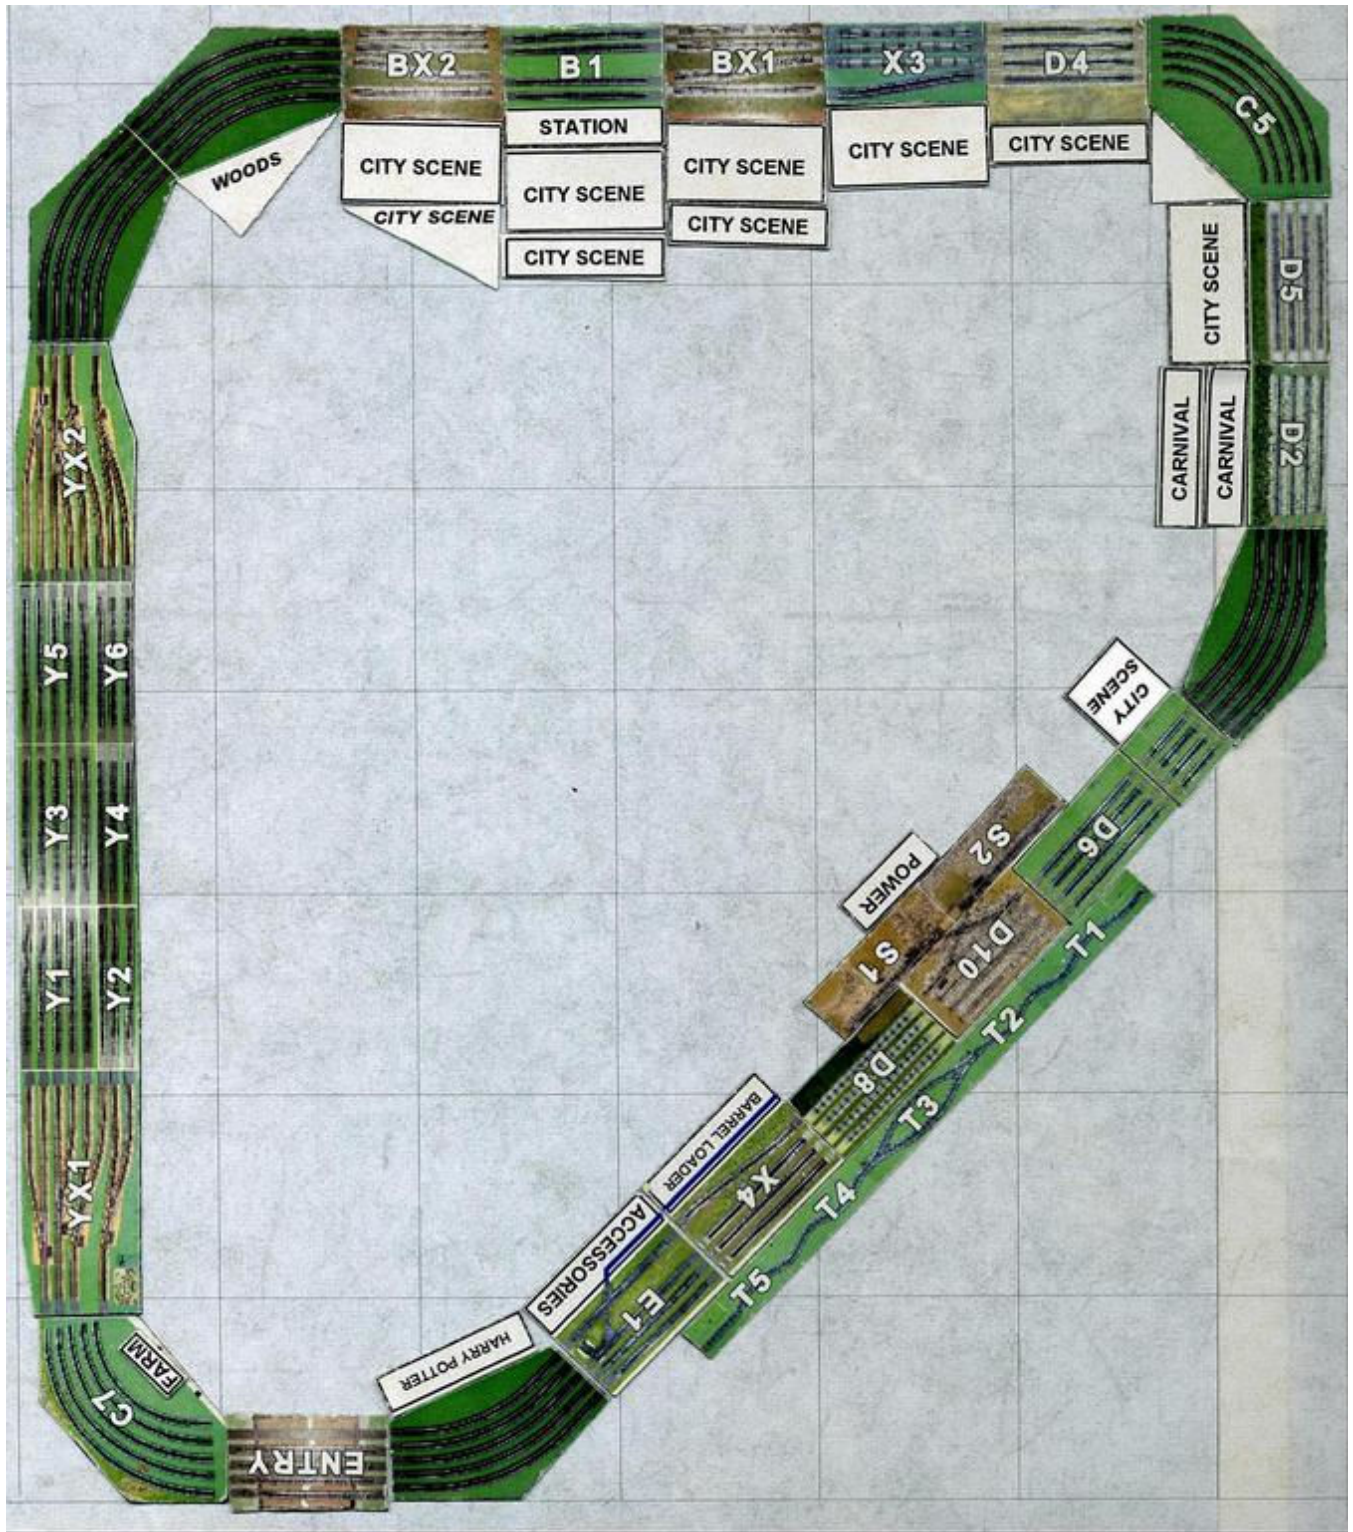 BX2
B1
BX1
X3
D4
C5
STATION
CITY SCENE
CITY SCENE
CITY SCENE
CITY SCENE
WOODS
CITY SCENE
CITY SCENE
CITY SCENE
CITY SCENE
CITY SCENE
D5
CARNIVAL
CARNIVAL
D2
YX2
Y5
Y6
CITY
SCENE
D6
S2
POWER
Y3
Y4
S1
D10
T1
Y1
Y2
T2
D8
T3
BARREL LOADER
X4
T4
YX1
ACCESSORIES
E1
T5
HARRY POTTER
FARM
C7
ENTRY